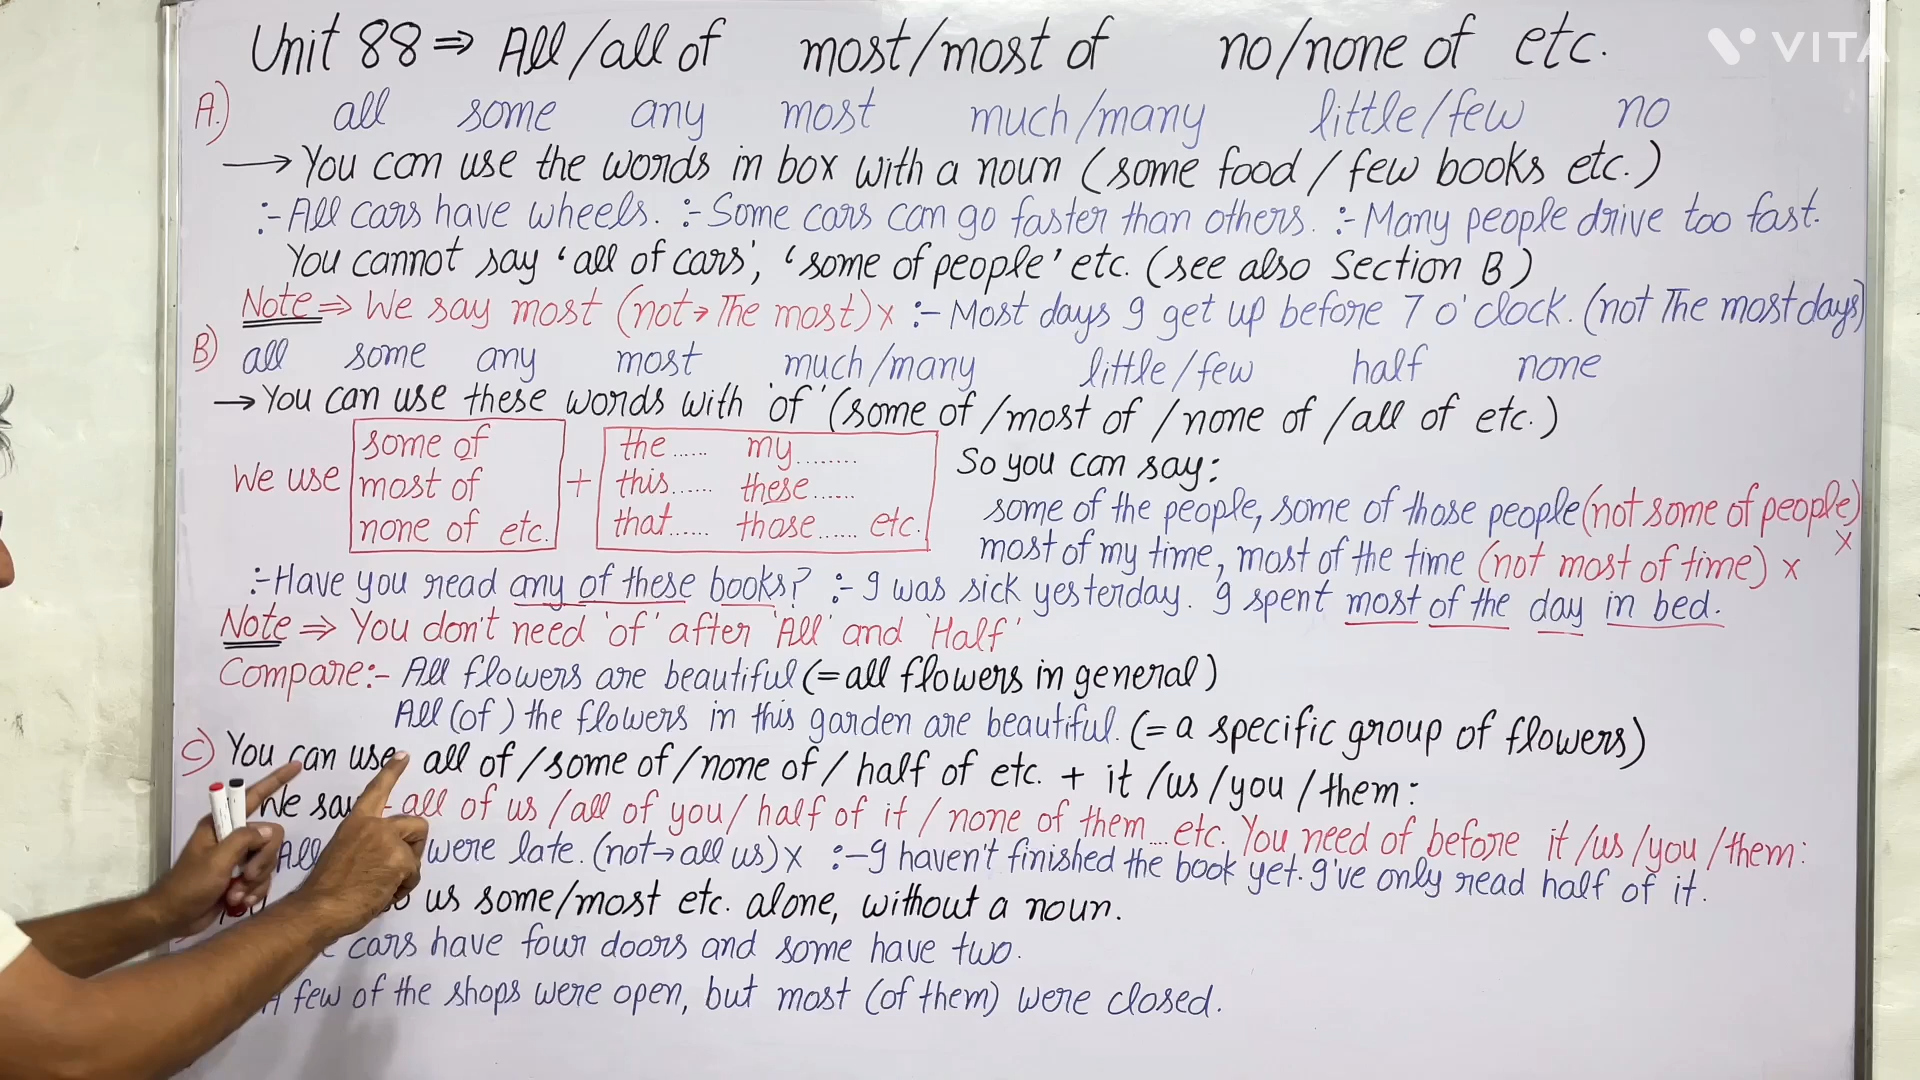 Unit 88 ⇒ All/all of most/most of no/none of etc.
VITA
A.) all some any most much/many little/few no
→ You can use the words in box with a noun (some food / few books etc.)
:- All cars have wheels. :- Some cars can go faster than others. :- Many people drive too fast.
You cannot say 'all of cars', 'some of people' etc. (see also Section B)
Note ⇒ We say most (not → The most) x :- Most days I get up before 7 o'clock. (not The most days)
B) all some any most much/many little/few half none
→ You can use these words with 'of' (some of /most of /none of /all of etc.)
We use some of most of none of etc. + the...... my........ this...... these...... that...... those...... etc.
So you can say:
some of the people, some of those people (not some of people) x
most of my time, most of the time (not most of time) x
:- Have you read any of these books? :- I was sick yesterday. I spent most of the day in bed.
Note ⇒ You don't need 'of' after 'All' and 'Half'
Compare:- All flowers are beautiful (= all flowers in general)
All (of) the flowers in this garden are beautiful. (= a specific group of flowers)
C) You can use all of /some of /none of / half of etc. + it /us /you /them:
We say :- all of us /all of you/ half of it / none of them....etc. You need of before it /us /you /them:
All were late. (not → all us) x :- I haven't finished the book yet. I've only read half of it.
us some/most etc. alone, without a noun.
cars have four doors and some have two.
A few of the shops were open, but most (of them) were closed.